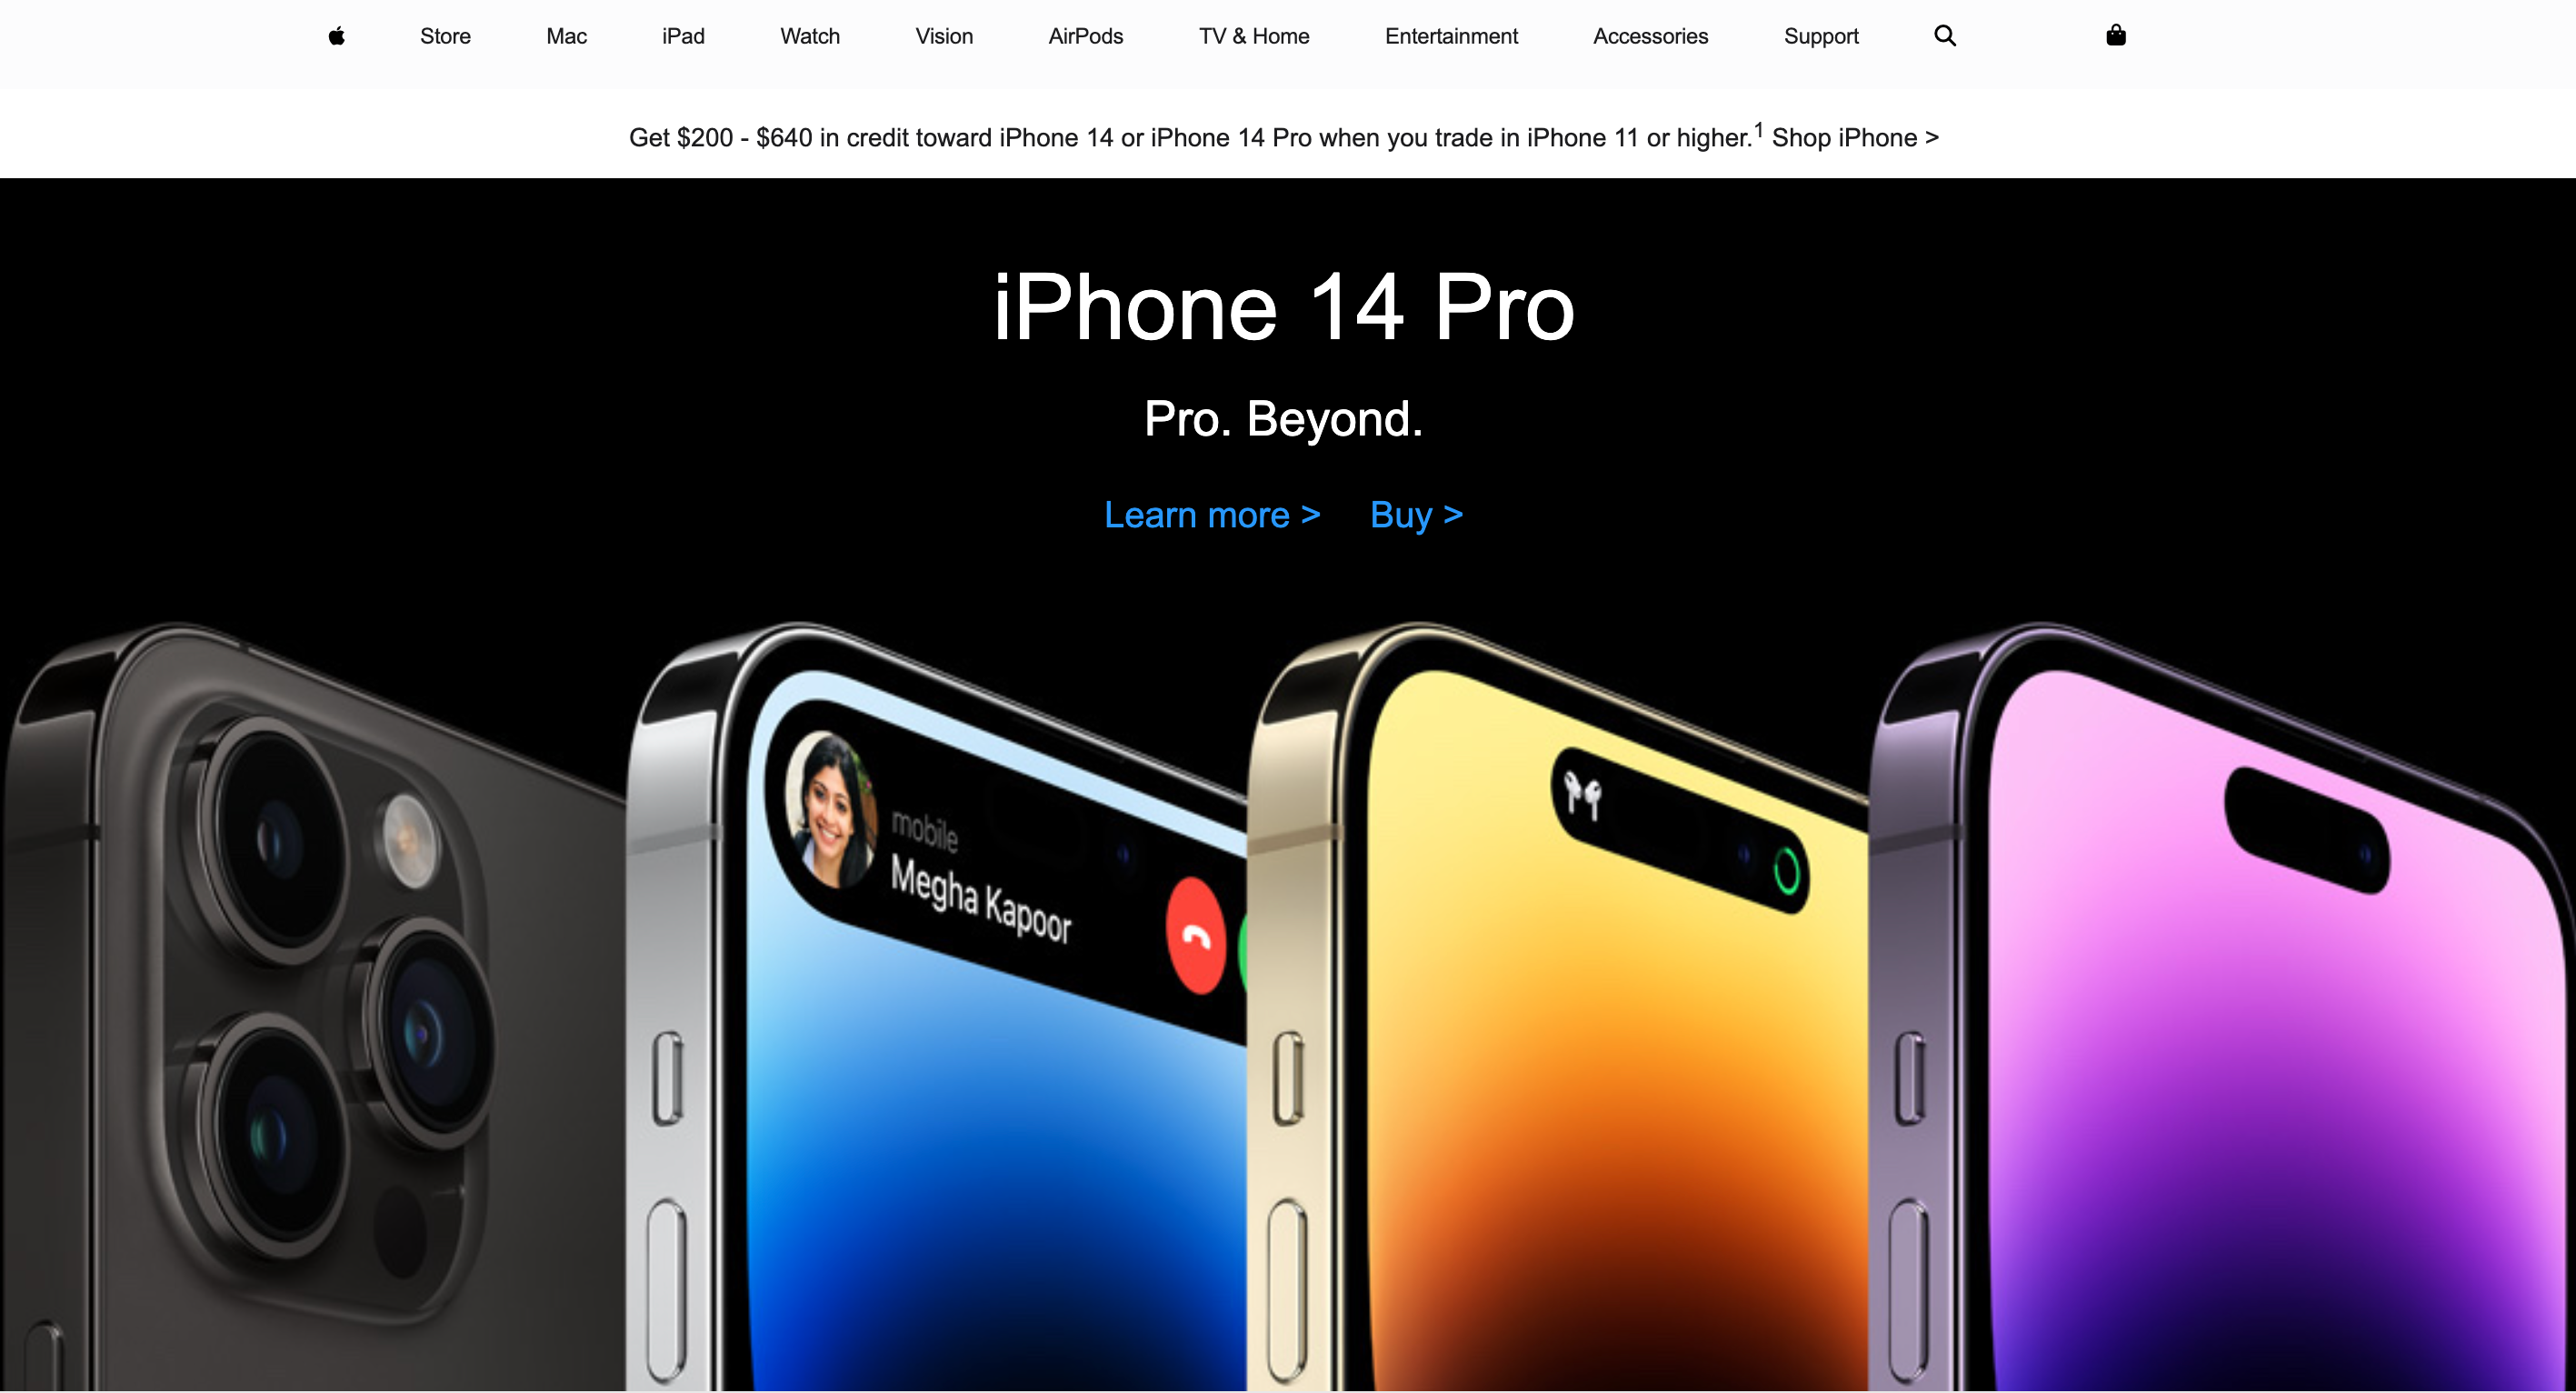 Store Mac iPad Watch Vision AirPods TV & Home Entertainment Accessories Support
Get $200 - $640 in credit toward iPhone 14 or iPhone 14 Pro when you trade in iPhone 11 or higher.¹ Shop iPhone >
iPhone 14 Pro
Pro. Beyond.
Learn more > Buy >
mobile
Megha Kapoor